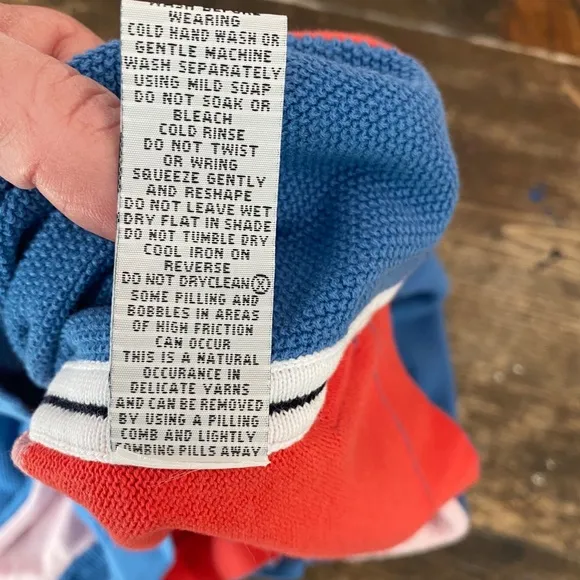 WASH BEFORE
WEARING
COLD HAND WASH OR
GENTLE MACHINE
WASH SEPARATELY
USING MILD SOAP
DO NOT SOAK OR
BLEACH
COLD RINSE
DO NOT TWIST
OR WRING
SQUEEZE GENTLY
AND RESHAPE
DO NOT LEAVE WET
DRY FLAT IN SHADE
DO NOT TUMBLE DRY
COOL IRON ON
REVERSE
DO NOT DRYCLEAN Ⓧ
SOME PILLING AND
BOBBLES IN AREAS
OF HIGH FRICTION
CAN OCCUR
THIS IS A NATURAL
OCCURANCE IN
DELICATE YARNS
AND CAN BE REMOVED
BY USING A PILLING
COMB AND LIGHTLY
COMBING PILLS AWAY